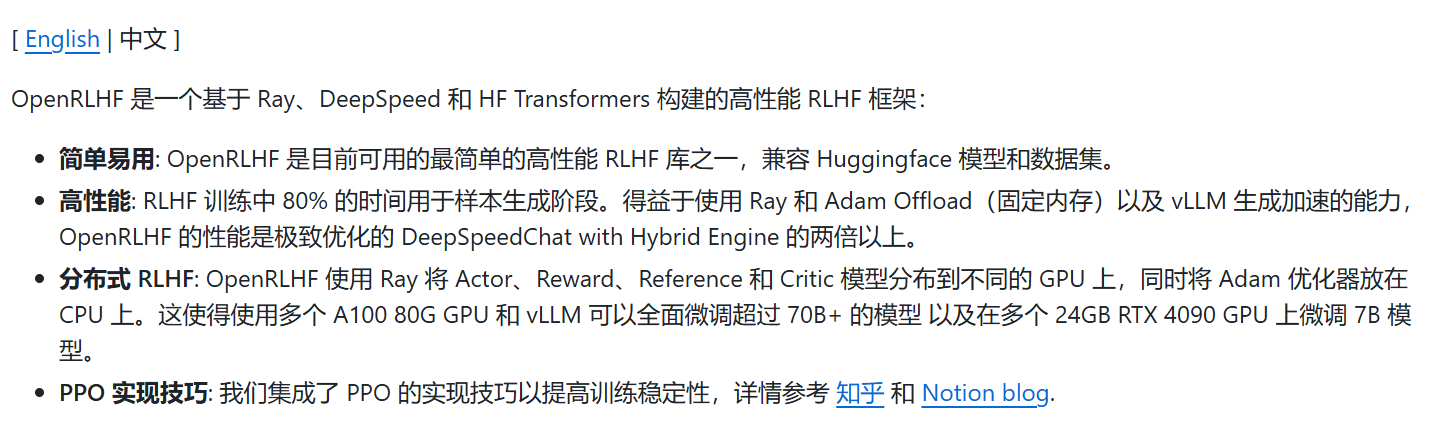 [ English | 中文 ]
OpenRLHF 是一个基于 Ray、DeepSpeed 和 HF Transformers 构建的高性能 RLHF 框架：
• 简单易用: OpenRLHF 是目前可用的最简单的高性能 RLHF 库之一，兼容 Huggingface 模型和数据集。
• 高性能: RLHF 训练中 80% 的时间用于样本生成阶段。得益于使用 Ray 和 Adam Offload（固定内存）以及 vLLM 生成加速的能力，
OpenRLHF 的性能是极致优化的 DeepSpeedChat with Hybrid Engine 的两倍以上。
• 分布式 RLHF: OpenRLHF 使用 Ray 将 Actor、Reward、Reference 和 Critic 模型分布到不同的 GPU 上，同时将 Adam 优化器放在
CPU 上。这使得使用多个 A100 80G GPU 和 vLLM 可以全面微调超过 70B+ 的模型 以及在多个 24GB RTX 4090 GPU 上微调 7B 模
型。
• PPO 实现技巧: 我们集成了 PPO 的实现技巧以提高训练稳定性，详情参考 知乎 和 Notion blog.